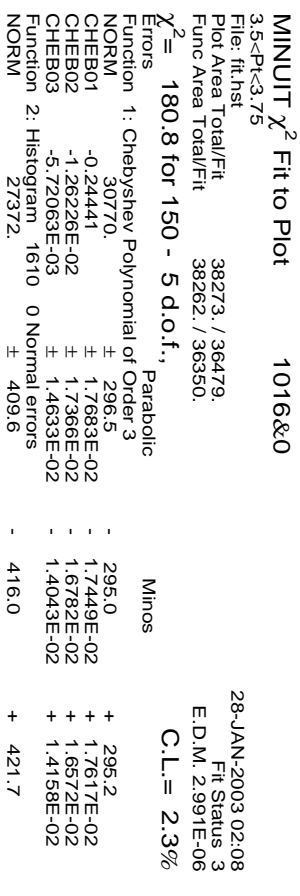 MINUIT χ² Fit to Plot 1016&0
3.5<Pt<3.75
File: fit.hst 28-JAN-2003 02:08
Plot Area Total/Fit 38273. / 36479. Fit Status 3
Func Area Total/Fit 38262. / 36350. E.D.M. 2.991E-06
χ²= 180.8 for 150 - 5 d.o.f., C.L.= 2.3%
Errors Parabolic Minos
Function 1: Chebyshev Polynomial of Order 3
NORM 30770. ± 296.5 - 295.0 + 295.2
CHEB01 -0.24441 ± 1.7683E-02 - 1.7449E-02 + 1.7617E-02
CHEB02 -1.26226E-02 ± 1.7366E-02 - 1.6782E-02 + 1.6572E-02
CHEB03 -5.72063E-03 ± 1.4633E-02 - 1.4043E-02 + 1.4158E-02
Function 2: Histogram 1610 0 Normal errors
NORM 27372. ± 409.6 - 416.0 + 421.7